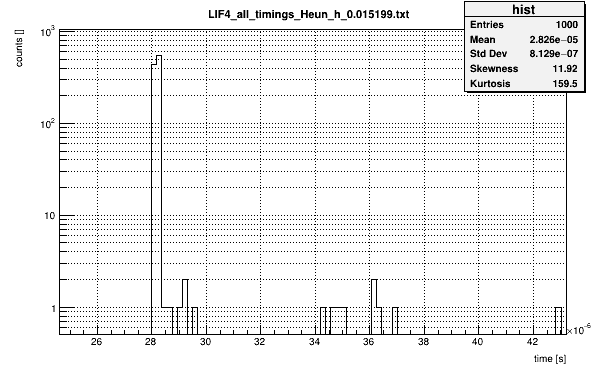 LIF4_all_timings_Heun_h_0.015199.txt
hist
Entries 1000
Mean 2.826e−05
Std Dev 8.129e−07
Skewness 11.92
Kurtosis 159.5
counts []
10³
10²
10
1
26 28 30 32 34 36 38 40 42
×10⁻⁶
time [s]